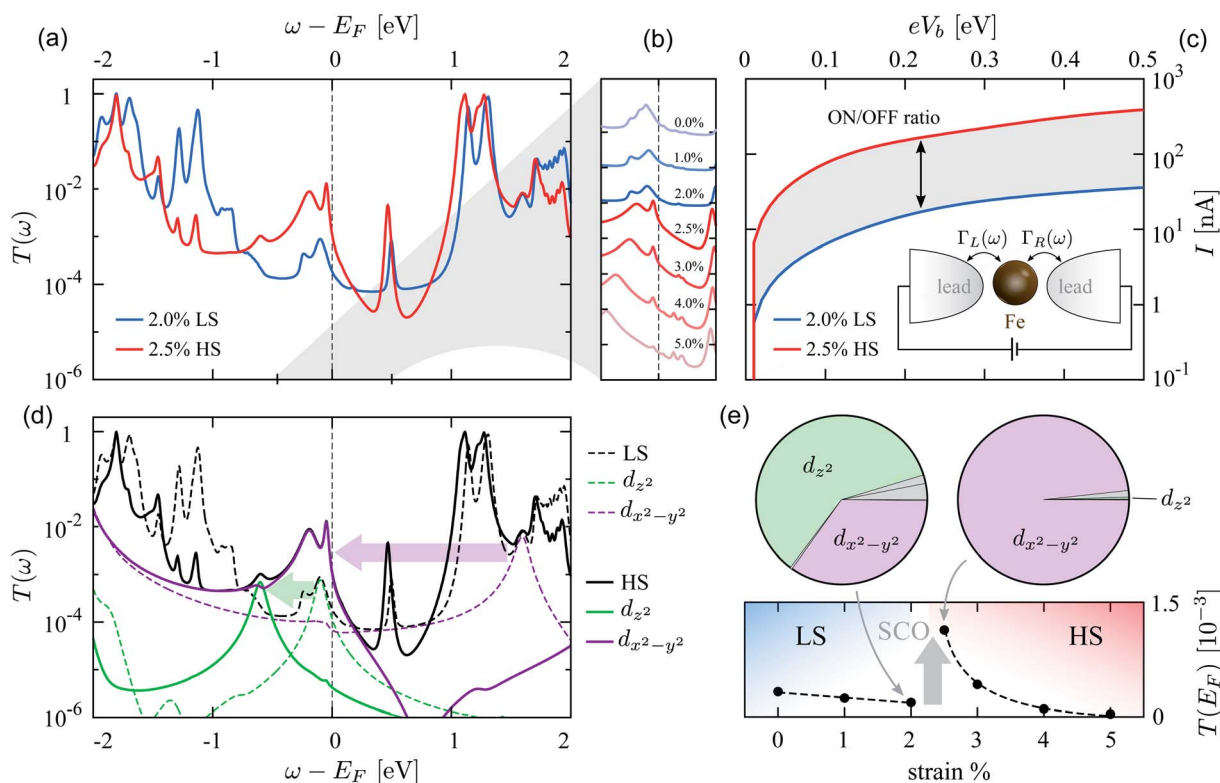 (a)
ω − E_F [eV]
-2 -1 0 1 2
T(ω)
1
10^-2
10^-4
10^-6
2.0% LS
2.5% HS
(b)
0.0%
1.0%
2.0%
2.5%
3.0%
4.0%
5.0%
(c)
eV_b [eV]
0 0.1 0.2 0.3 0.4 0.5
10^3
10^2
10^1
1
10^-1
I [nA]
ON/OFF ratio
Γ_L(ω) Γ_R(ω)
lead lead
Fe
2.0% LS
2.5% HS
(d)
T(ω)
1
10^-2
10^-4
10^-6
-2 -1 0 1 2
ω − E_F [eV]
LS
d_z²
d_x²−y²
HS
d_z²
d_x²−y²
(e)
d_z²
d_x²−y²
d_x²−y²
d_z²
LS SCO HS
1.5
0
T(E_F) [10^-3]
0 1 2 3 4 5
strain %